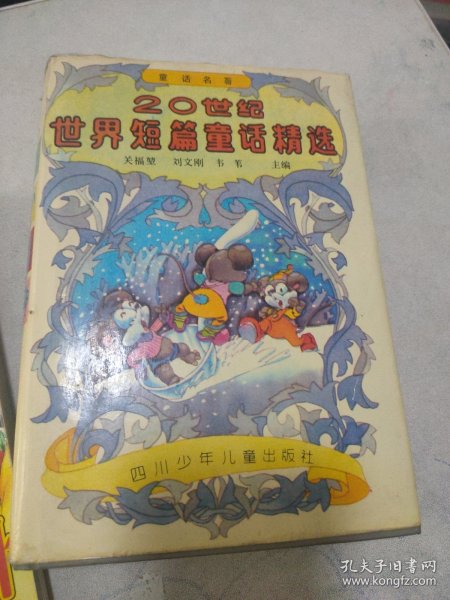 童话名著
20世纪
世界短篇童话精选
关福堃 刘文刚 韦苇 主编
四川少年儿童出版社
孔夫子旧书网
www.kongfz.com